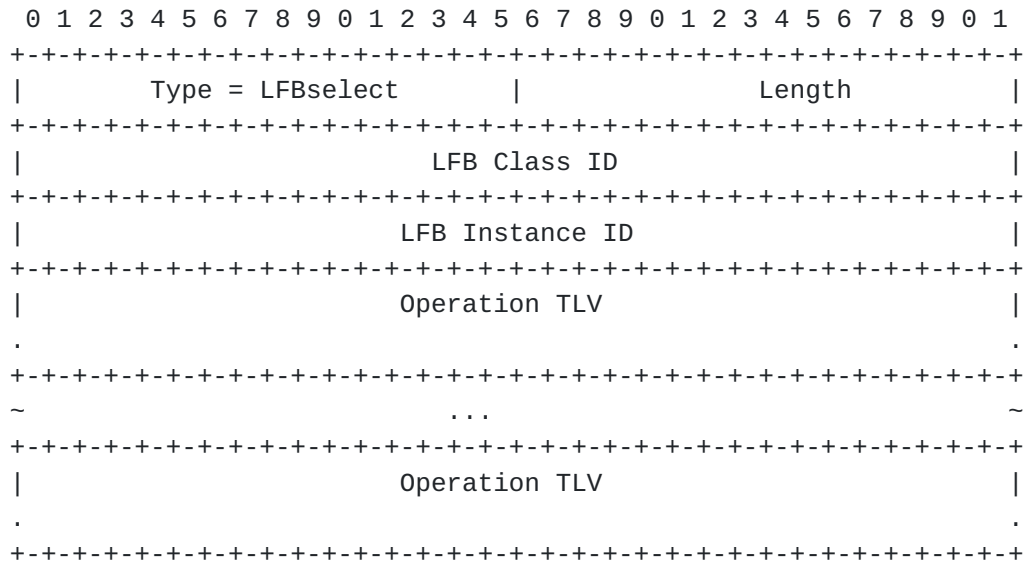 0 1 2 3 4 5 6 7 8 9 0 1 2 3 4 5 6 7 8 9 0 1 2 3 4 5 6 7 8 9 0 1
+-+-+-+-+-+-+-+-+-+-+-+-+-+-+-+-+-+-+-+-+-+-+-+-+-+-+-+-+-+-+-+-+
|        Type = LFBselect       |               Length          |
+-+-+-+-+-+-+-+-+-+-+-+-+-+-+-+-+-+-+-+-+-+-+-+-+-+-+-+-+-+-+-+-+
|                          LFB Class ID                         |
+-+-+-+-+-+-+-+-+-+-+-+-+-+-+-+-+-+-+-+-+-+-+-+-+-+-+-+-+-+-+-+-+
|                        LFB Instance ID                        |
+-+-+-+-+-+-+-+-+-+-+-+-+-+-+-+-+-+-+-+-+-+-+-+-+-+-+-+-+-+-+-+-+
|                        Operation TLV                          |
.                                                               .
+-+-+-+-+-+-+-+-+-+-+-+-+-+-+-+-+-+-+-+-+-+-+-+-+-+-+-+-+-+-+-+-+
~                           ...                                 ~
+-+-+-+-+-+-+-+-+-+-+-+-+-+-+-+-+-+-+-+-+-+-+-+-+-+-+-+-+-+-+-+-+
|                        Operation TLV                          |
.                                                               .
+-+-+-+-+-+-+-+-+-+-+-+-+-+-+-+-+-+-+-+-+-+-+-+-+-+-+-+-+-+-+-+-+